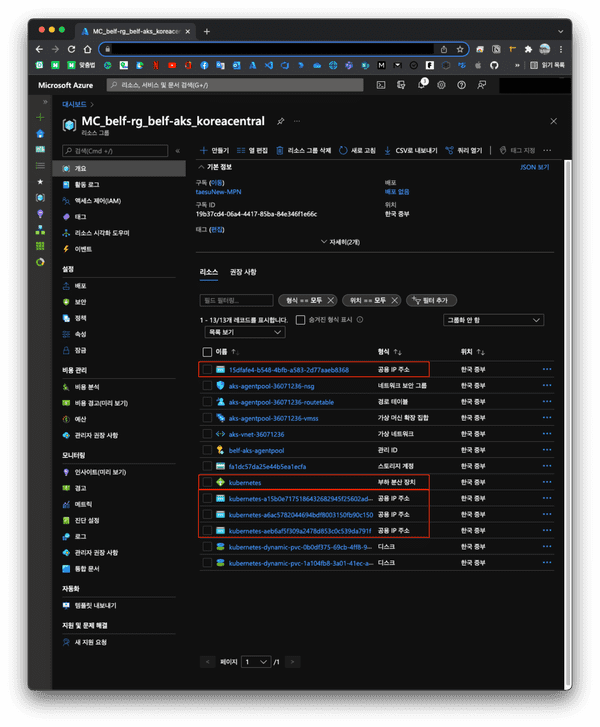 MC_belf-rg_belf-aks_koreacentral
맞춤법
읽기 목록
Microsoft Azure
리소스, 서비스 및 문서 검색(G+/)
대시보드 >
MC_belf-rg_belf-aks_koreacentral
리소스 그룹
검색(Cmd +/)
만들기
열 편집
리소스 그룹 삭제
새로 고침
CSV로 내보내기
쿼리 열기
태그 지정
개요
활동 로그
액세스 제어(IAM)
태그
리소스 시각화 도우미
이벤트
설정
배포
보안
정책
속성
잠금
비용 관리
비용 분석
비용 경고(미리 보기)
예산
관리자 권장 사항
모니터링
인사이트(미리 보기)
경고
메트릭
진단 설정
로그
관리자 권장 사항
통합 문서
자동화
템플릿 내보내기
지원 및 문제 해결
새 지원 요청
기본 정보
JSON 보기
구독 (이동)
배포
taesuNew-MPN
배포 없음
구독 ID
위치
19b37cd4-06a4-4417-85ba-84e346f1e66c
한국 중부
태그 (편집)
자세히(2개)
리소스
권장 사항
필드 필터링...
형식 == 모두
위치 == 모두
필터 추가
1 - 13/13개 레코드를 표시합니다.
숨겨진 형식 표시
그룹화 안 함
목록 보기
이름 ↑↓
형식 ↑↓
위치 ↑↓
15dfafe4-b548-4bfb-a583-2d77aaeb8368 공용 IP 주소 한국 중부
aks-agentpool-36071236-nsg 네트워크 보안 그룹 한국 중부
aks-agentpool-36071236-routetable 경로 테이블 한국 중부
aks-agentpool-36071236-vmss 가상 머신 확장 집합 한국 중부
aks-vnet-36071236 가상 네트워크 한국 중부
belf-aks-agentpool 관리 ID 한국 중부
fa1dc57da25e44b5ea1ecfa 스토리지 계정 한국 중부
kubernetes 부하 분산 장치 한국 중부
kubernetes-a15b0e7175186432682945f25602ad... 공용 IP 주소 한국 중부
kubernetes-a6ac5782044694bdf8003150fb90c150 공용 IP 주소 한국 중부
kubernetes-aeb6af5f309a2478d853c0c539da791f 공용 IP 주소 한국 중부
kubernetes-dynamic-pvc-0b0df375-69cb-4ff8-9... 디스크 한국 중부
kubernetes-dynamic-pvc-1a104fb8-3a01-41ec-a... 디스크 한국 중부
< 페이지 1 /1 >